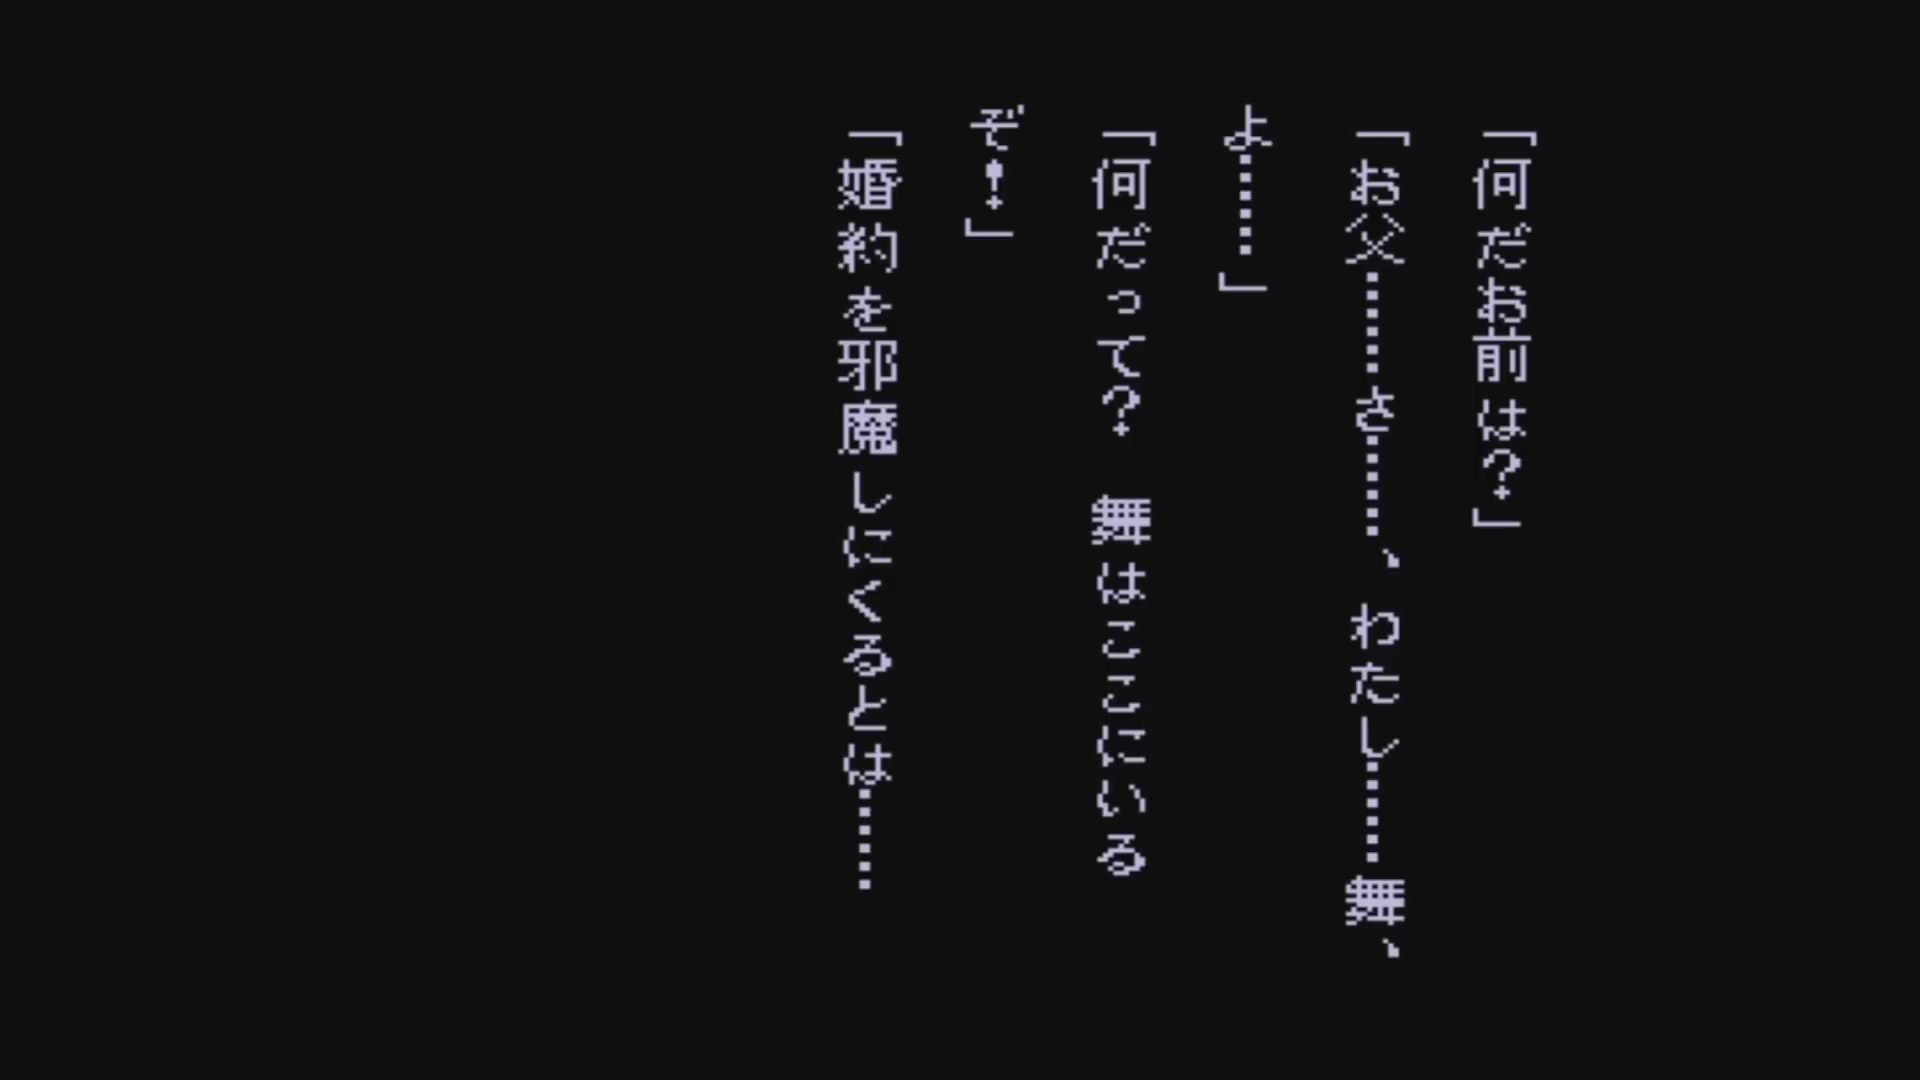 「何だお前は？」
「お父……さ……、わたし……舞、
よ……」
「何だって？　舞はここにいる
ぞ！」
「婚約を邪魔しにくるとは……